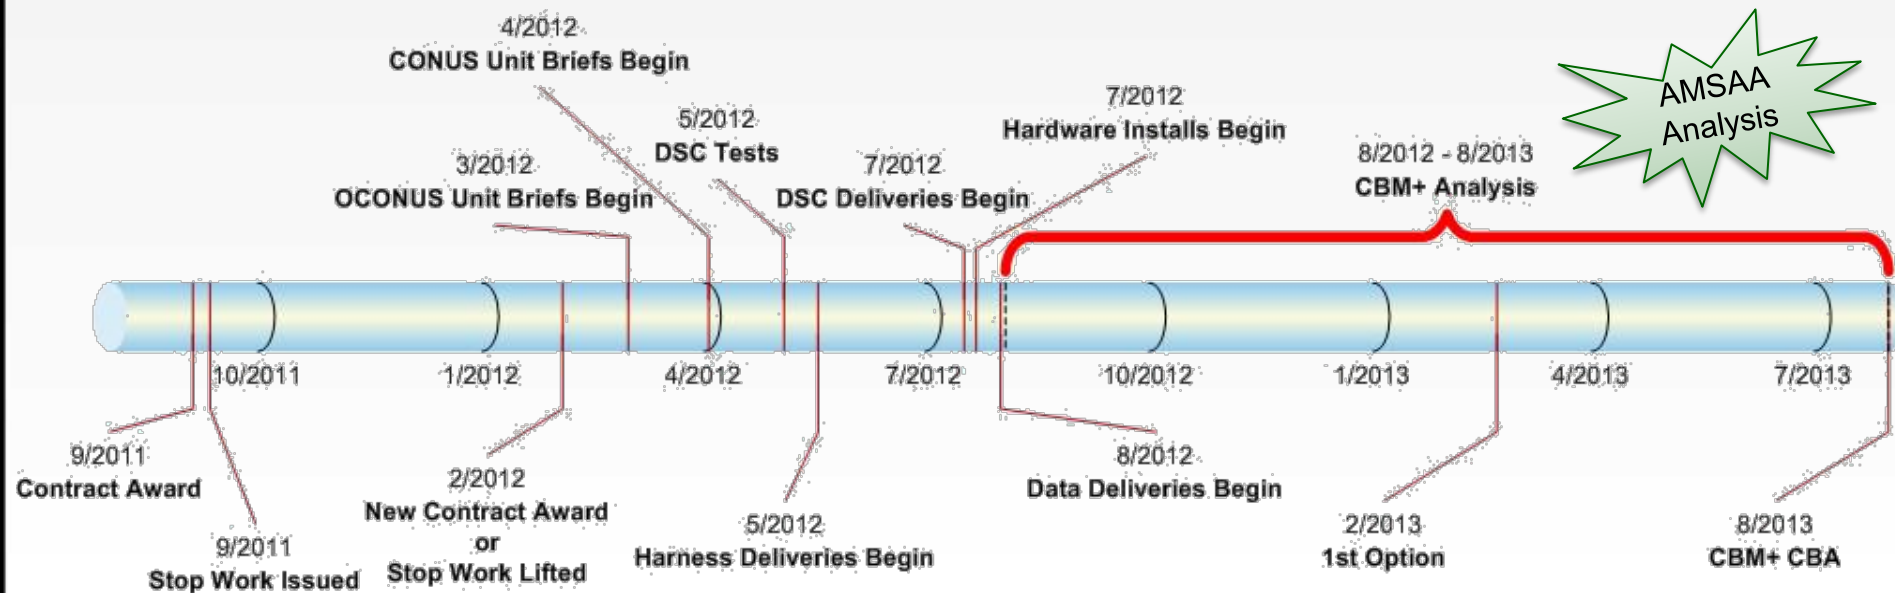 4/2012
CONUS Unit Briefs Begin
AMSAA
Analysis
7/2012
Hardware Installs Begin
5/2012
DSC Tests
8/2012 - 8/2013
CBM+ Analysis
3/2012
OCONUS Unit Briefs Begin
7/2012
DSC Deliveries Begin
10/2011
1/2012
4/2012
7/2012
10/2012
1/2013
4/2013
7/2013
9/2011
Contract Award
9/2011
Stop Work Issued
2/2012
New Contract Award
or
Stop Work Lifted
5/2012
Harness Deliveries Begin
8/2012
Data Deliveries Begin
2/2013
1st Option
8/2013
CBM+ CBA